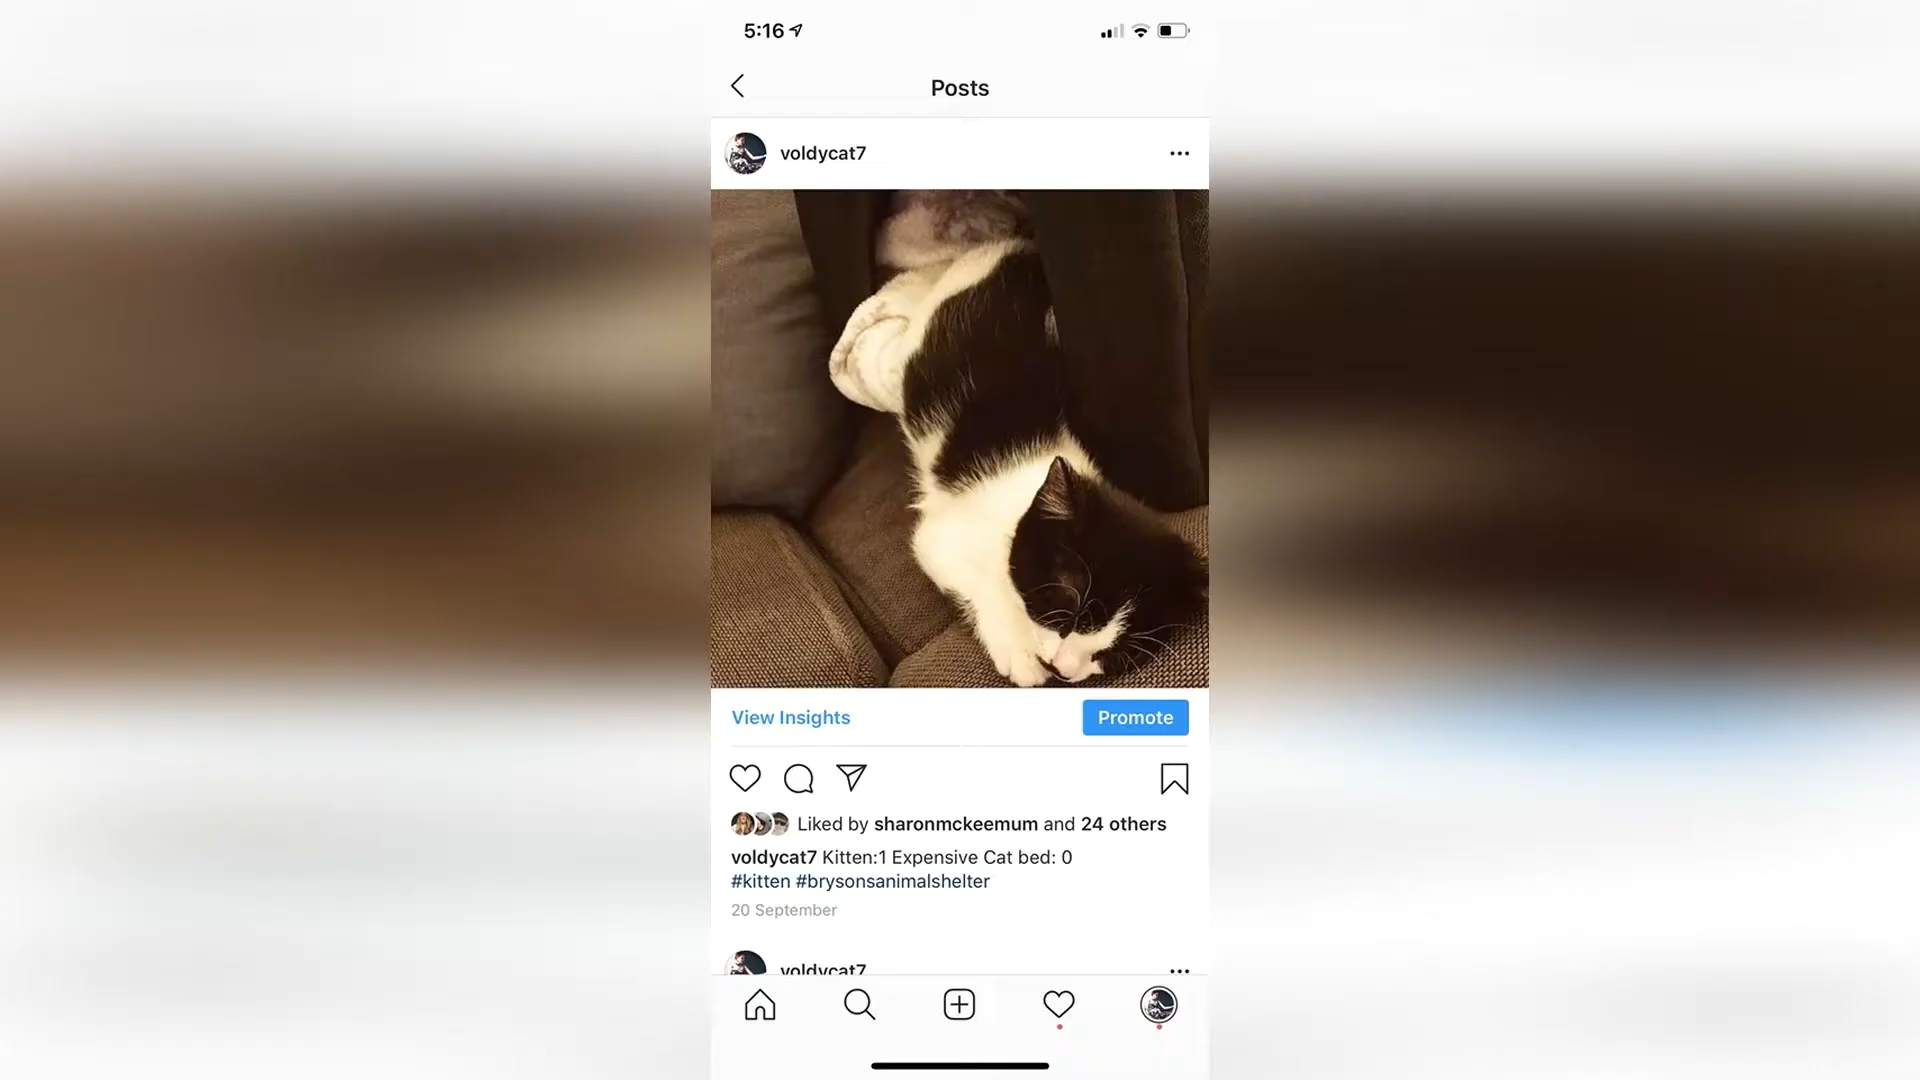 5:16
Posts
voldycat7
View Insights
Promote
Liked by sharonmckeemum and 24 others
voldycat7 Kitten:1 Expensive Cat bed: 0
#kitten #brysonsanimalshelter
20 September
voldycat7